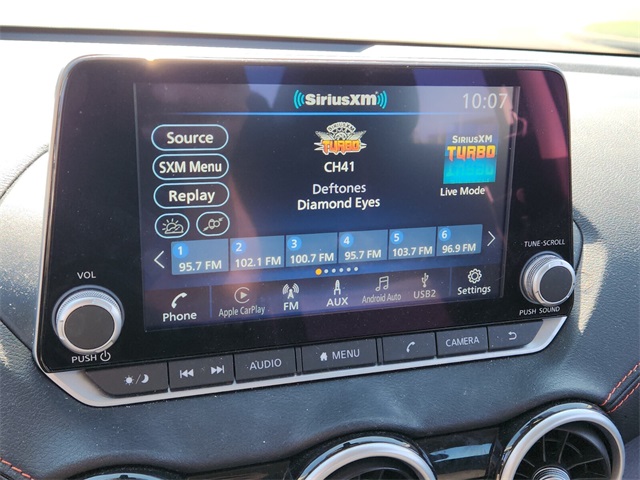 SiriusXM
10:07
Source
SXM Menu
Replay
TURBO
CH41
Deftones
Diamond Eyes
SIRIUSXM
TURBO
Live Mode
1 2 3 4 5 6
95.7 FM 102.1 FM 100.7 FM 95.7 FM 103.7 FM 96.9 FM
Phone Apple CarPlay FM AUX Android Auto USB2 Settings
VOL
PUSH
TUNE·SCROLL
PUSH SOUND
AUDIO MENU CAMERA